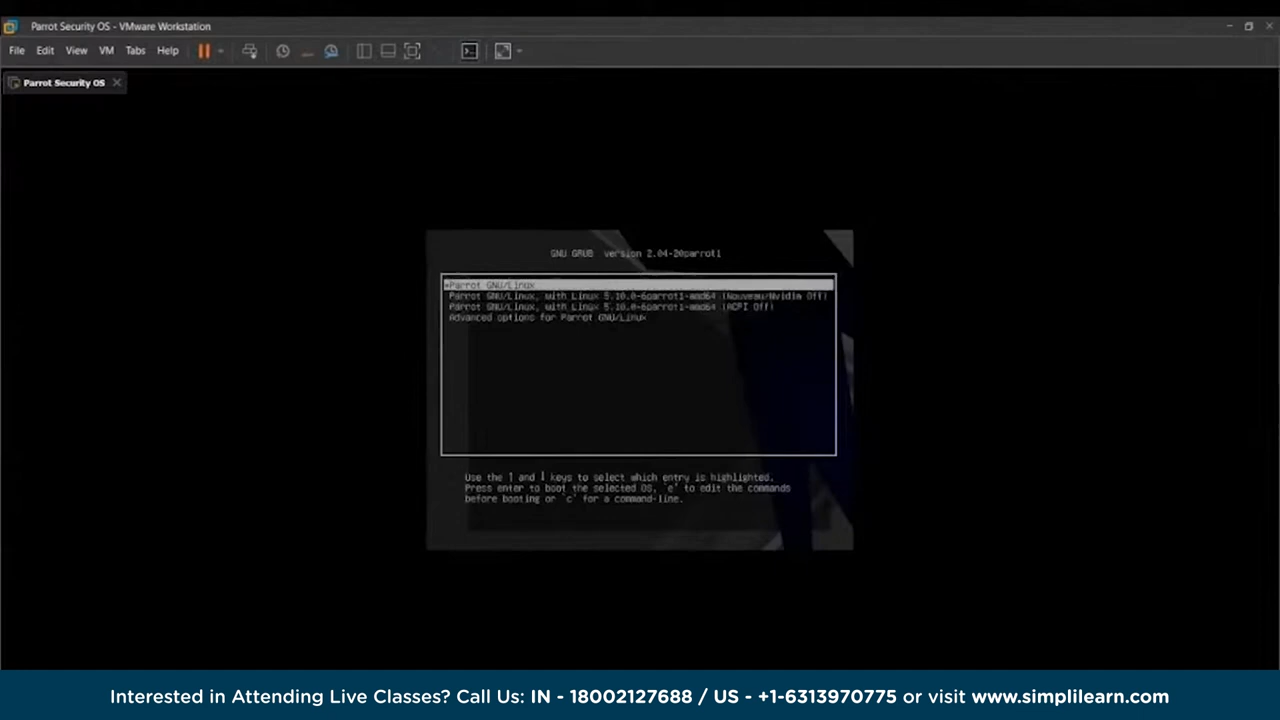 Parrot Security OS - VMware Workstation
File Edit View VM Tabs Help
Parrot Security OS
GNU GRUB version 2.04-20parrot1
*Parrot GNU/Linux
Parrot GNU/Linux, with Linux 5.10.0-6parrot1-amd64 (Nouveau/Nvidia Off)
Parrot GNU/Linux, with Linux 5.10.0-6parrot1-amd64 (ACPI Off)
Advanced options for Parrot GNU/Linux
Use the ↑ and ↓ keys to select which entry is highlighted.
Press enter to boot the selected OS, `e' to edit the commands
before booting or `c' for a command-line.
Interested in Attending Live Classes? Call Us: IN - 18002127688 / US - +1-6313970775 or visit www.simplilearn.com